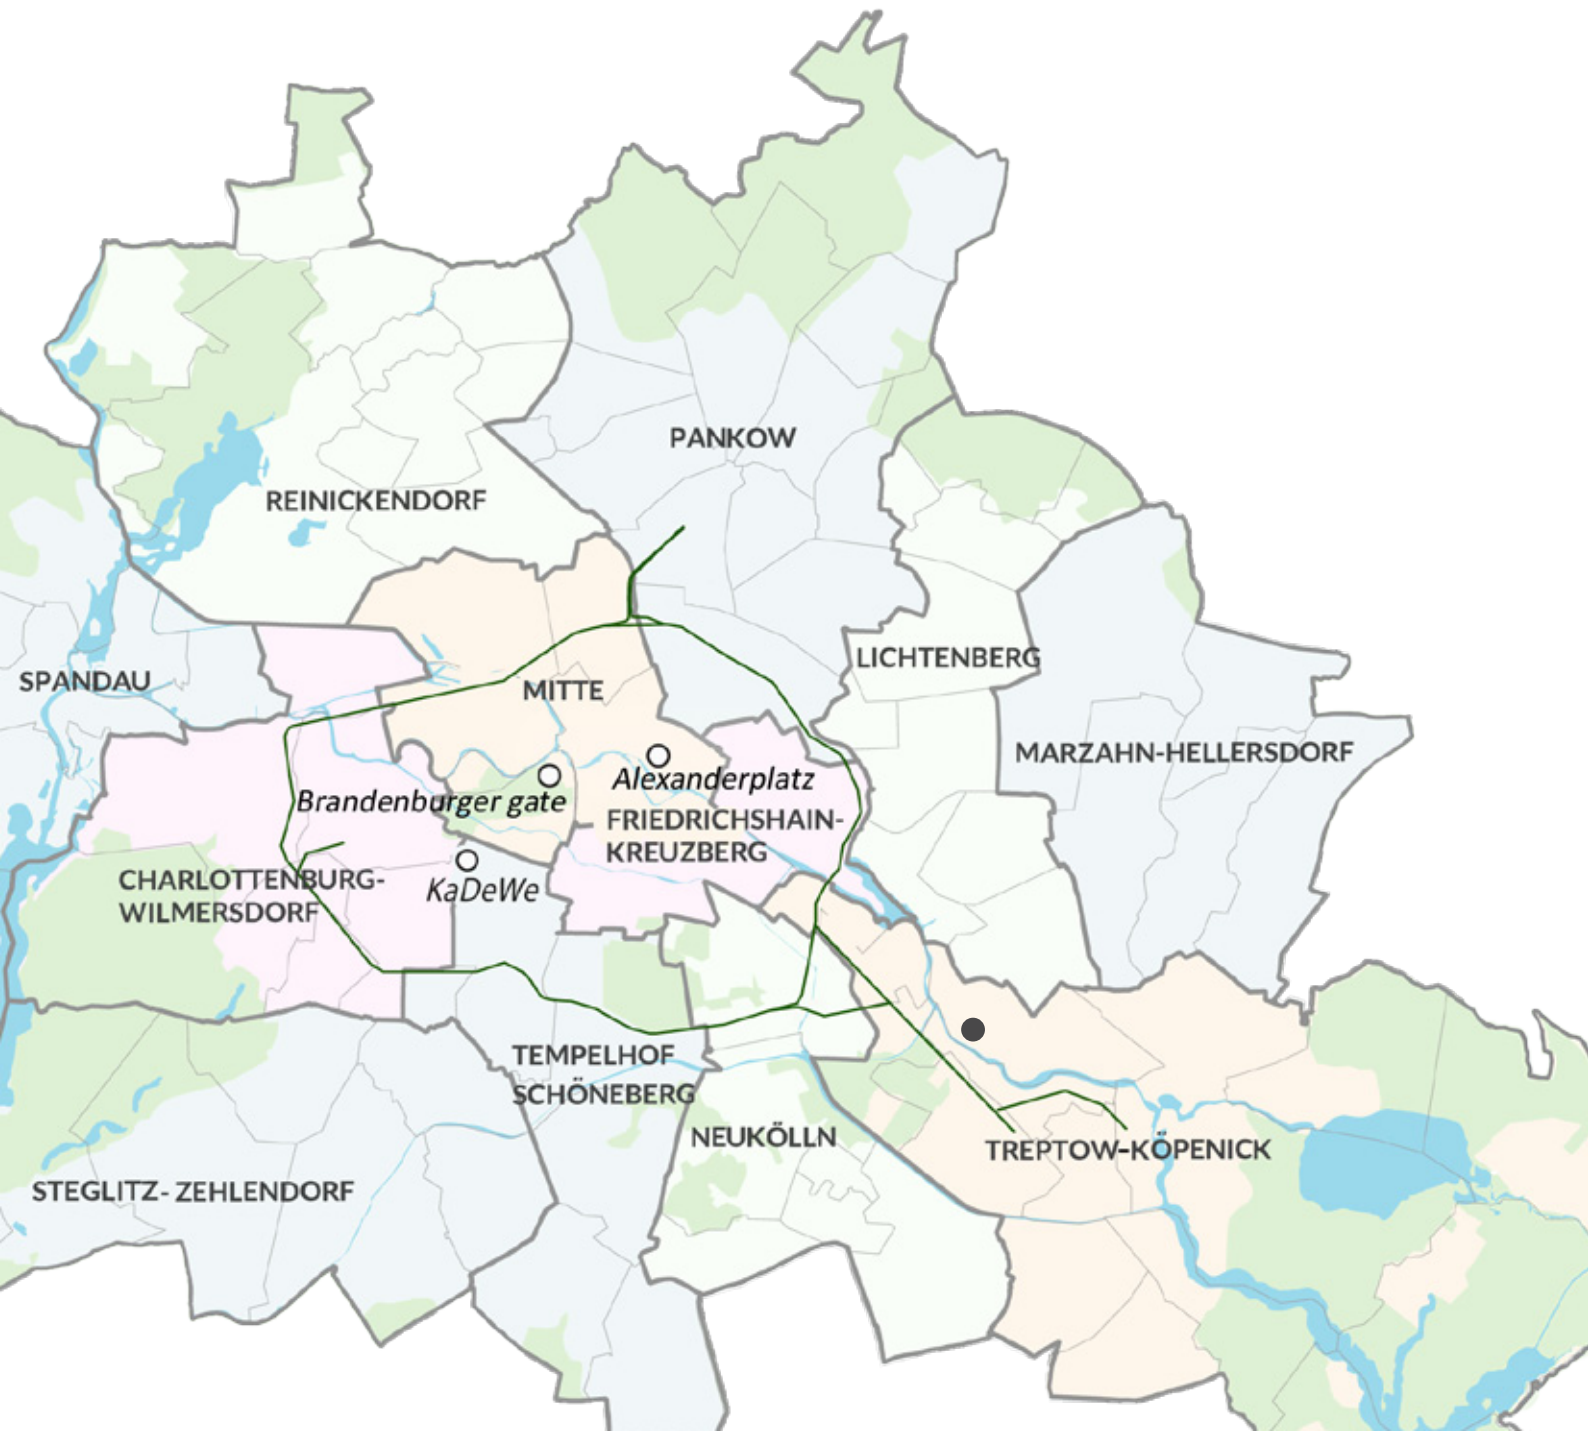 PANKOW
REINICKENDORF
LICHTENBERG
SPANDAU
MITTE
MARZAHN-HELLERSDORF
Alexanderplatz
Brandenburger gate
FRIEDRICHSHAIN-
KREUZBERG
CHARLOTTENBURG-
WILMERSDORF
KaDeWe
TEMPELHOF
SCHÖNEBERG
NEUKÖLLN
TREPTOW-KÖPENICK
STEGLITZ-ZEHLENDORF